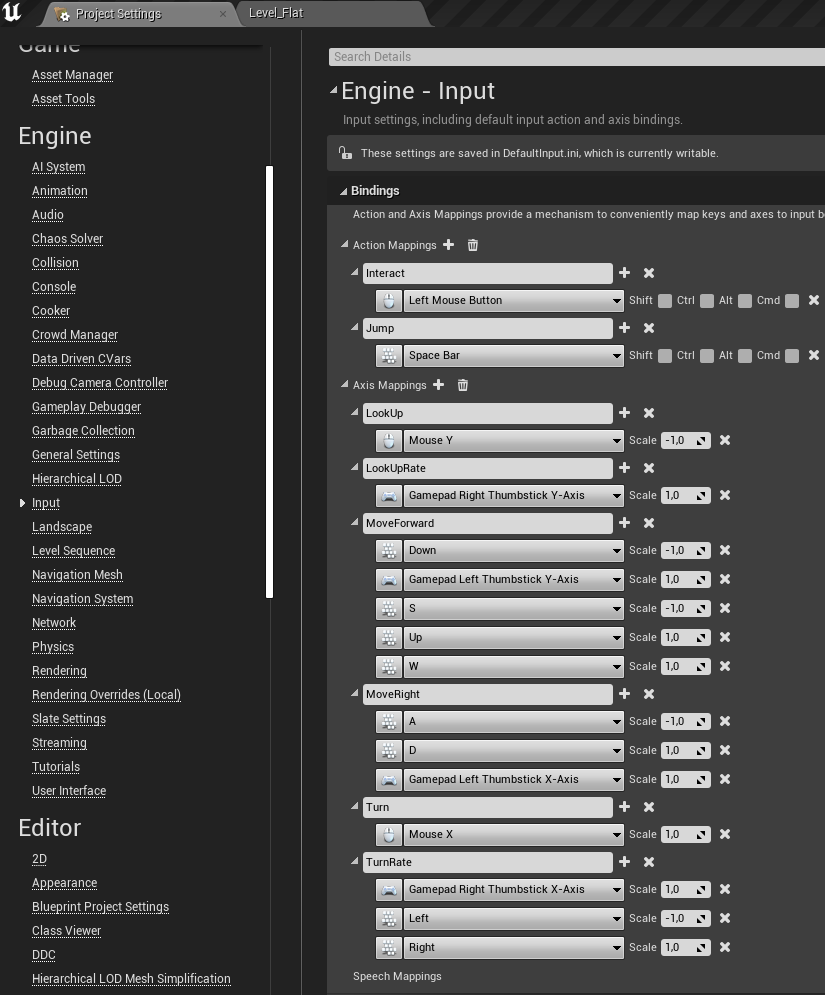 Project Settings
Level_Flat
Game
Asset Manager
Asset Tools
Engine
AI System
Animation
Audio
Chaos Solver
Collision
Console
Cooker
Crowd Manager
Data Driven CVars
Debug Camera Controller
Gameplay Debugger
Garbage Collection
General Settings
Hierarchical LOD
Input
Landscape
Level Sequence
Navigation Mesh
Navigation System
Network
Physics
Rendering
Rendering Overrides (Local)
Slate Settings
Streaming
Tutorials
User Interface
Editor
2D
Appearance
Blueprint Project Settings
Class Viewer
DDC
Hierarchical LOD Mesh Simplification
Search Details
Engine - Input
Input settings, including default input action and axis bindings.
These settings are saved in DefaultInput.ini, which is currently writable.
Bindings
Action and Axis Mappings provide a mechanism to conveniently map keys and axes to input b
Action Mappings
Interact
Left Mouse Button Shift Ctrl Alt Cmd
Jump
Space Bar Shift Ctrl Alt Cmd
Axis Mappings
LookUp
Mouse Y Scale -1,0
LookUpRate
Gamepad Right Thumbstick Y-Axis Scale 1,0
MoveForward
Down Scale -1,0
Gamepad Left Thumbstick Y-Axis Scale 1,0
S Scale -1,0
Up Scale 1,0
W Scale 1,0
MoveRight
A Scale -1,0
D Scale 1,0
Gamepad Left Thumbstick X-Axis Scale 1,0
Turn
Mouse X Scale 1,0
TurnRate
Gamepad Right Thumbstick X-Axis Scale 1,0
Left Scale -1,0
Right Scale 1,0
Speech Mappings